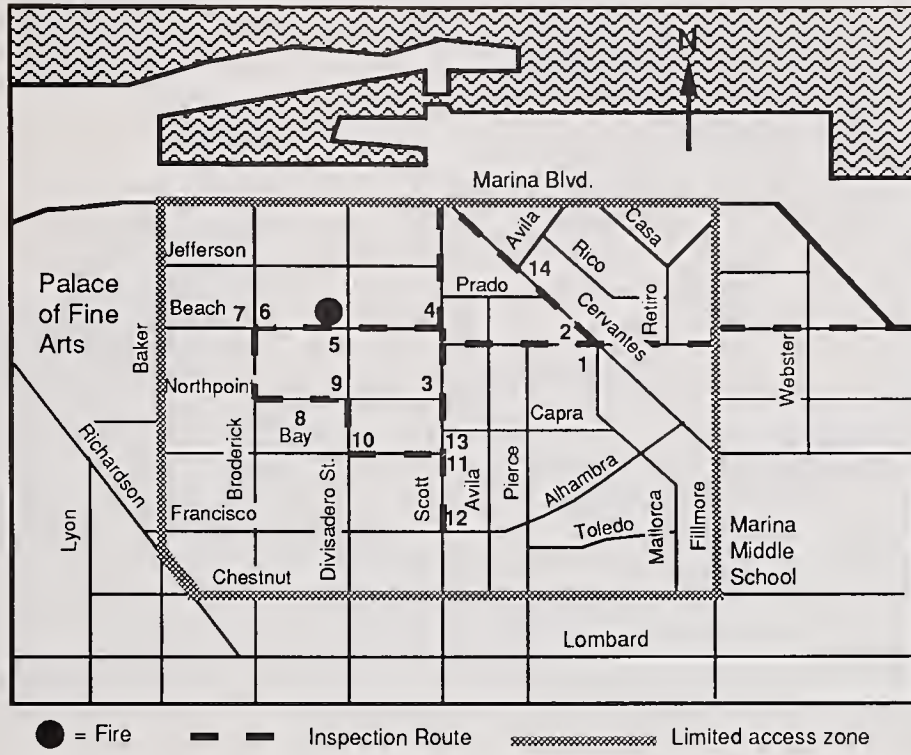 N
Marina Blvd.
Avila
Casa
Jefferson
Rico
14
Palace
of Fine
Arts
Prado
Beach
7
6
4
Cervantes
Retiro
5
2
1
Baker
Webster
Northpoint
9
3
8
Bay
Capra
10
13
11
Richardson
Broderick
Divisadero St.
Scott
Avila
Pierce
Alhambra
12
Francisco
Toledo
Mallorca
Fillmore
Marina
Middle
School
Lyon
Chestnut
Lombard
= Fire
Inspection Route
Limited access zone